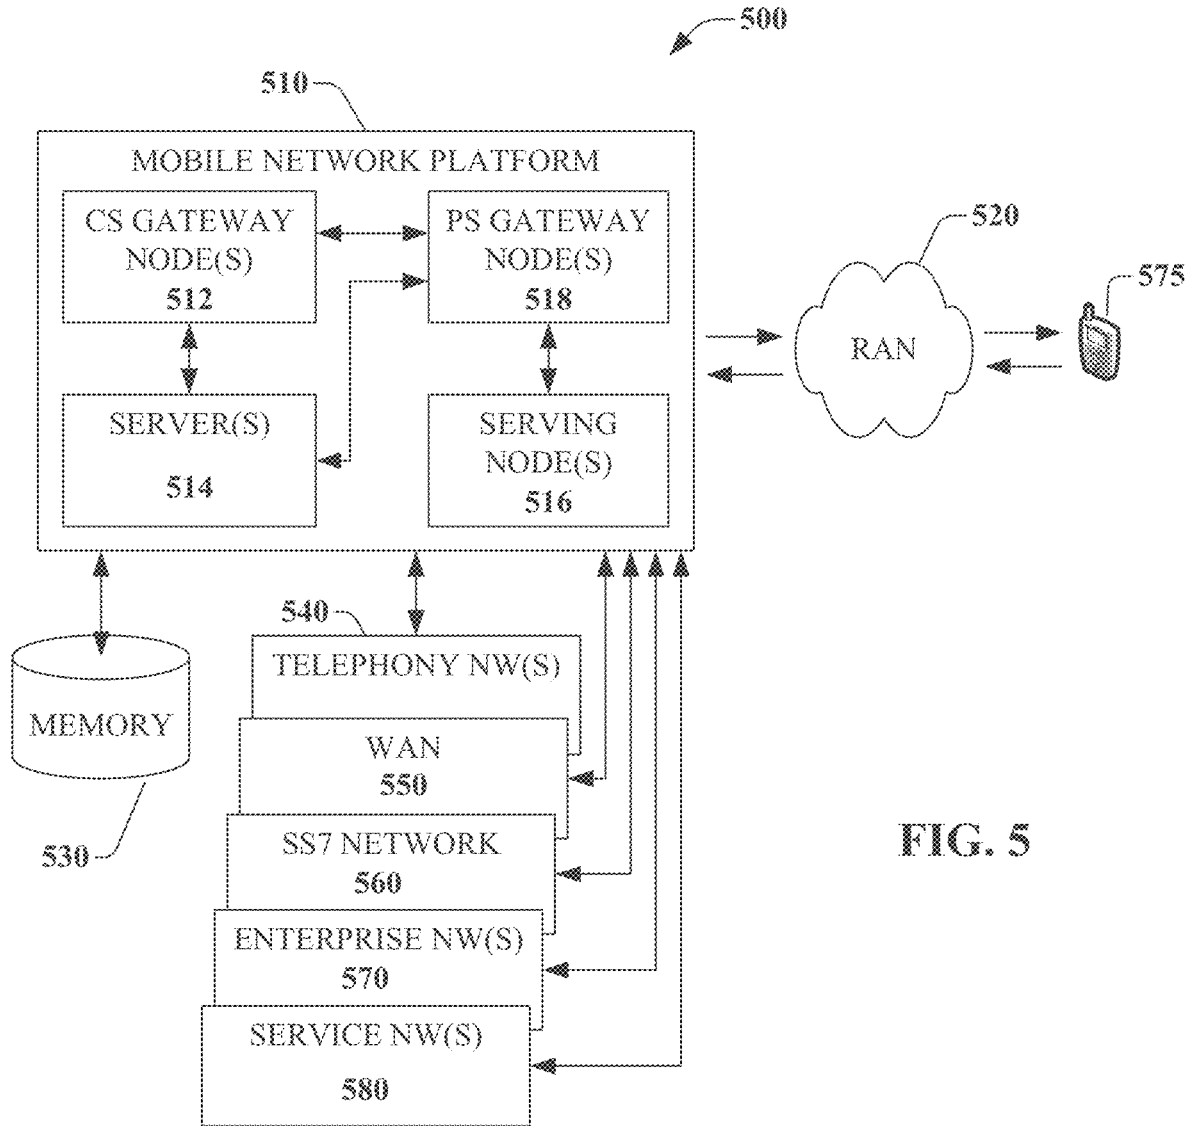 500
510
MOBILE NETWORK PLATFORM
CS GATEWAY
NODE(S)
512
PS GATEWAY
NODE(S)
518
520
575
RAN
SERVER(S)
514
SERVING
NODE(S)
516
540
TELEPHONY NW(S)
MEMORY
530
WAN
550
SS7 NETWORK
560
ENTERPRISE NW(S)
570
SERVICE NW(S)
580
FIG. 5